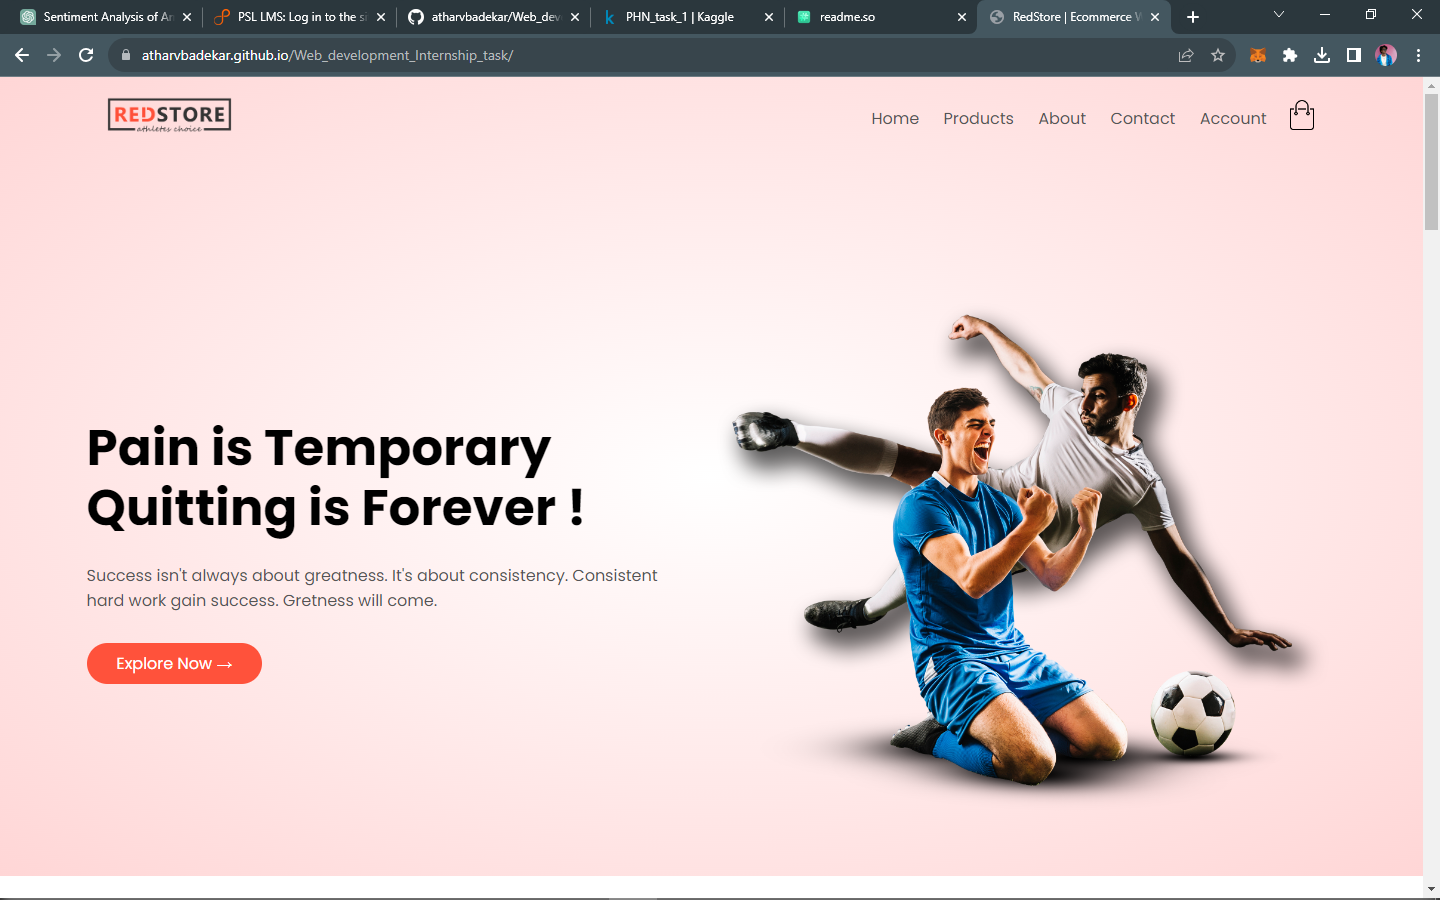 Sentiment Analysis of Ar
PSL LMS: Log in to the si
atharvbadekar/Web_dev
PHN_task_1 | Kaggle
readme.so
RedStore | Ecommerce W
atharvbadekar.github.io/Web_development_Internship_task/
REDSTORE
athletes choice
Home Products About Contact Account
Pain is Temporary
Quitting is Forever !
Success isn't always about greatness. It's about consistency. Consistent
hard work gain success. Gretness will come.
Explore Now →